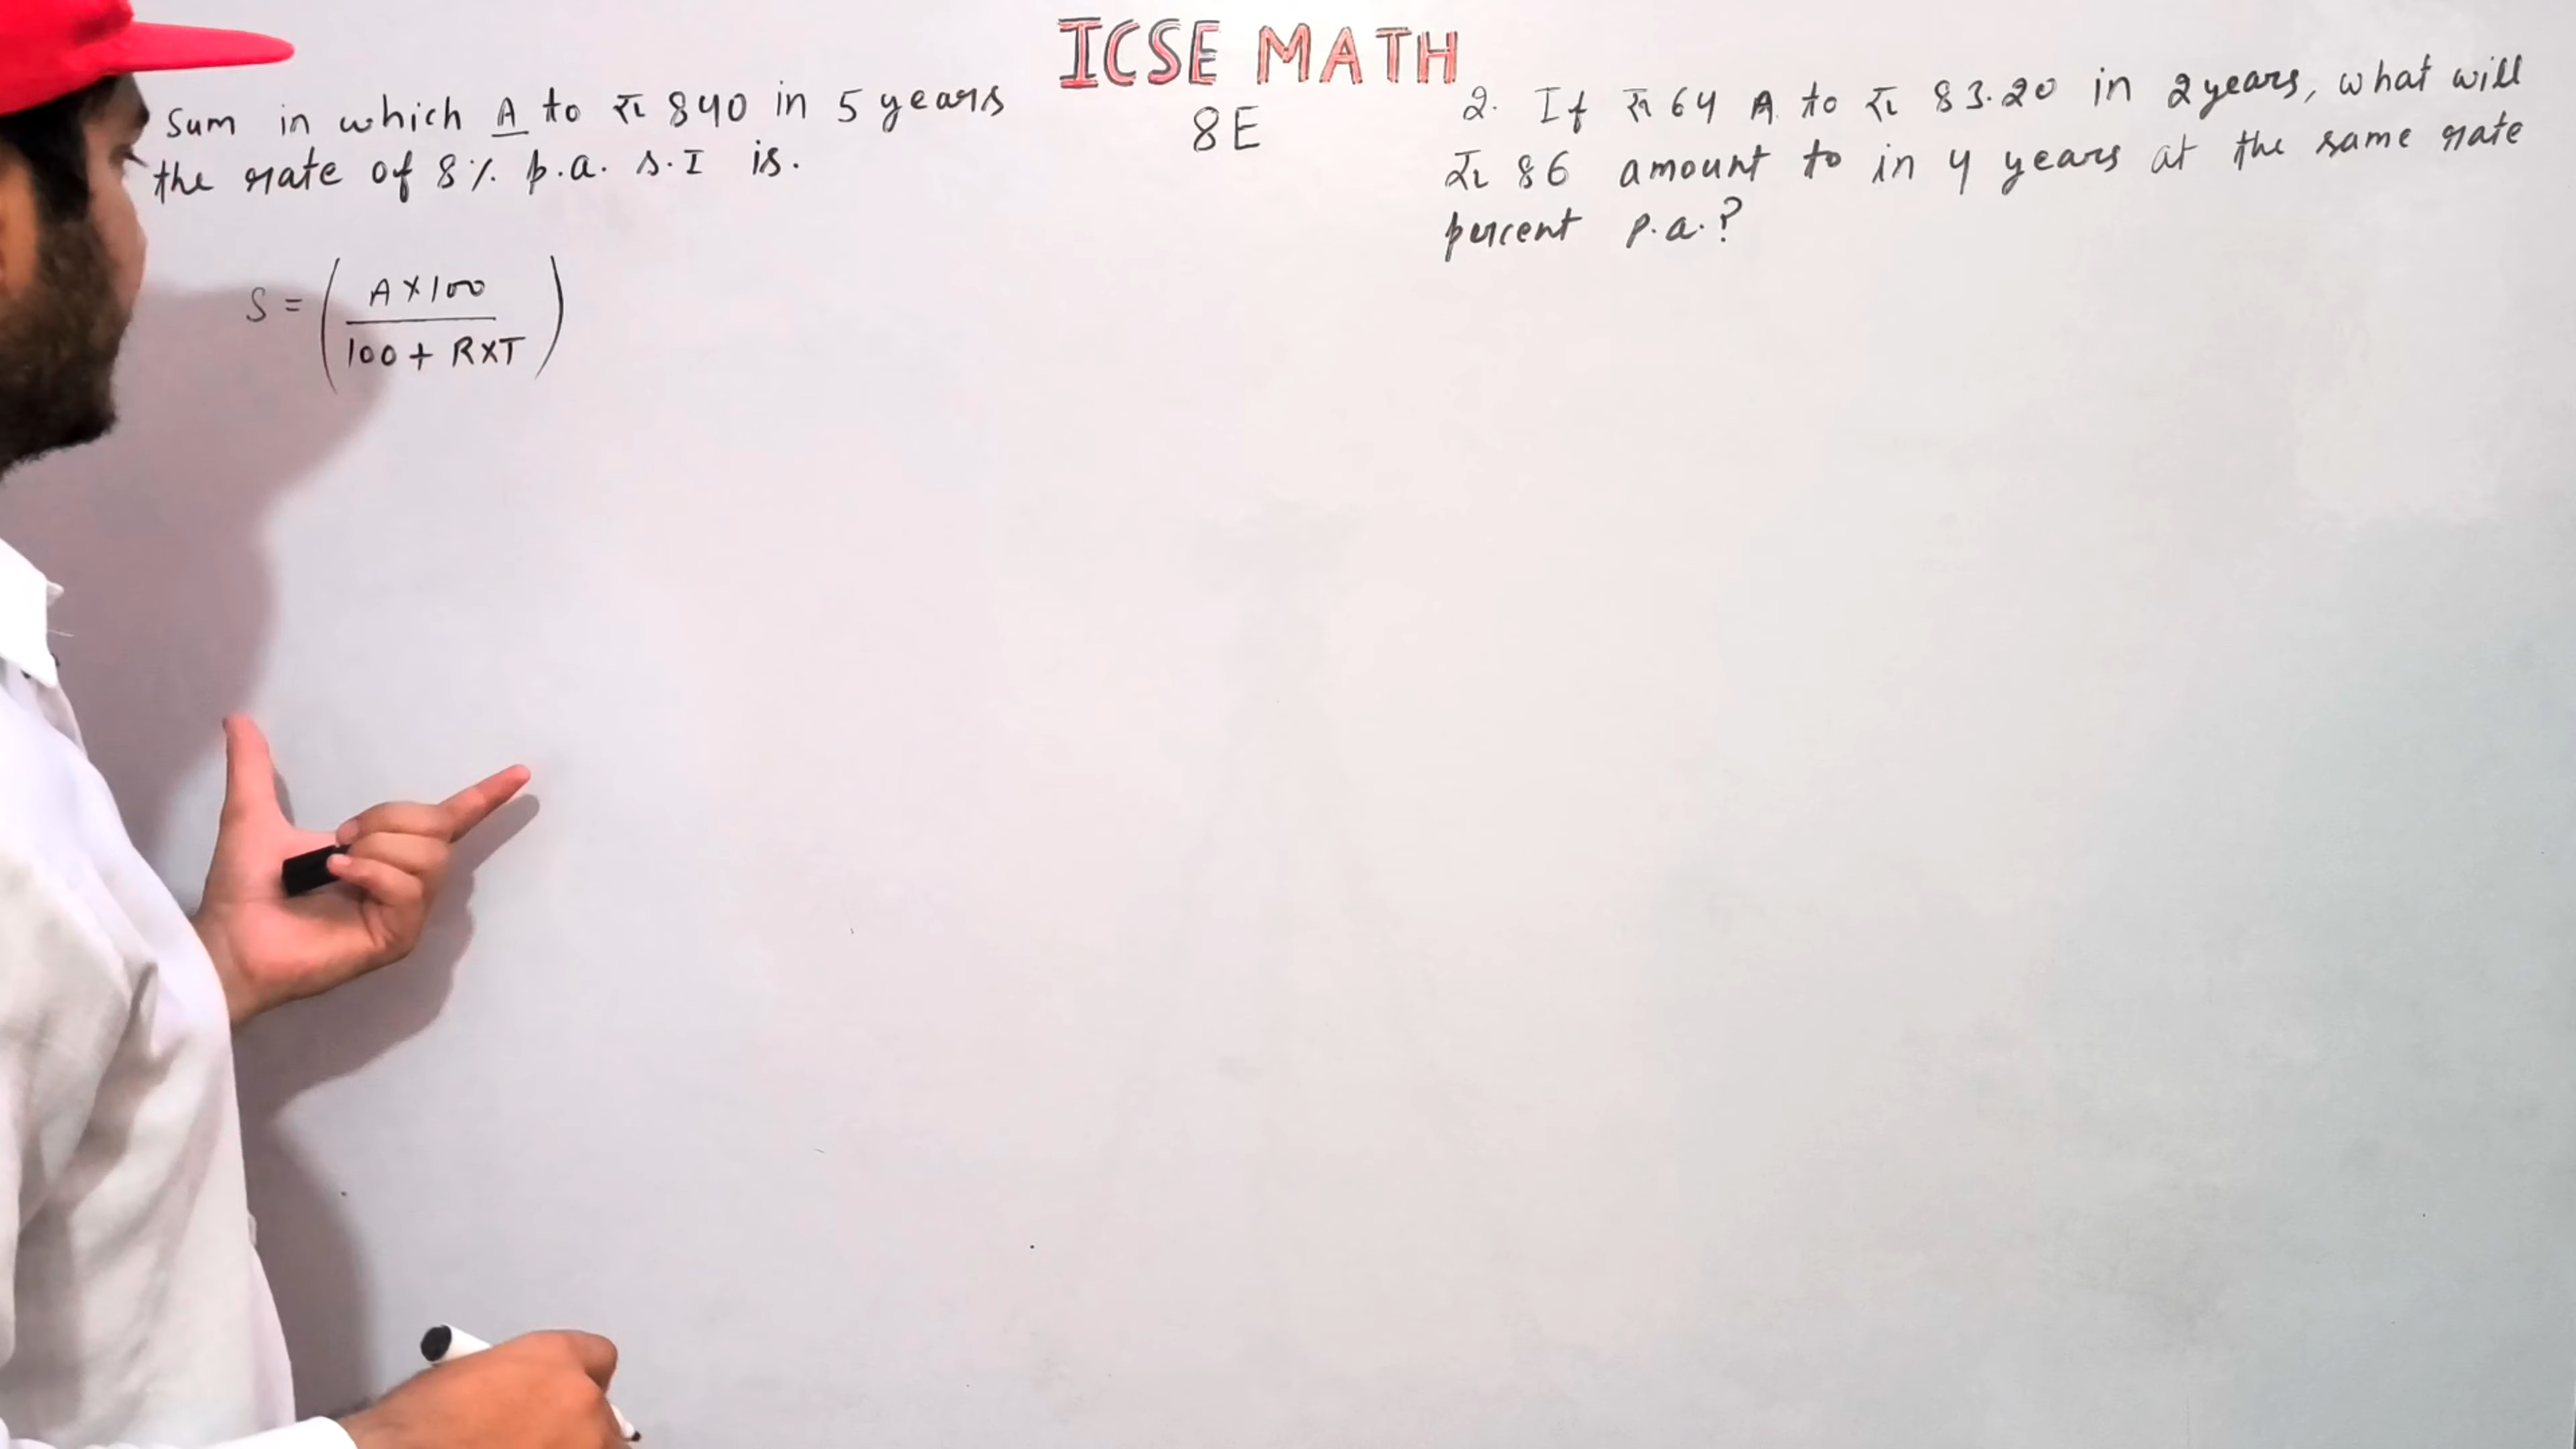 ICSE MATH
8E
Sum in which A to रु 840 in 5 years
the rate of 8% p.a. s.I is.
S = ( A×100
100 + R×T )
2. If रु 64 A to रु 83.20 in 2 years, what will
रु 86 amount to in 4 years at the same rate
percent p.a.?